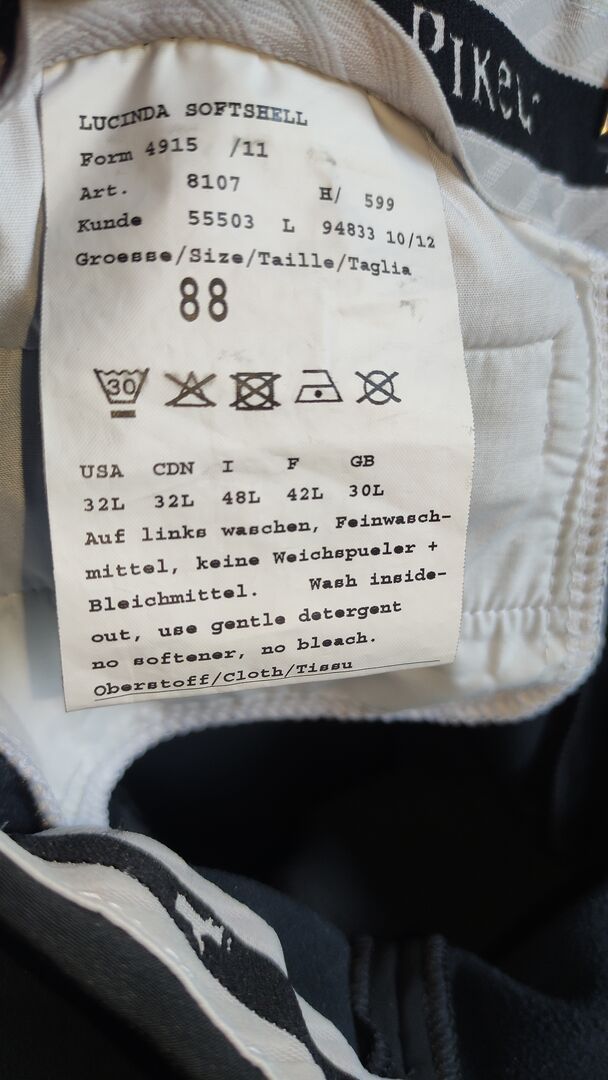 PIKeu
LUCINDA SOFTSHELL
Form 4915 /11
Art. 8107 H/ 599
Kunde 55503 L 94833 10/12
Groesse/Size/Taille/Taglia
88
30
USA CDN I F GB
32L 32L 48L 42L 30L
Auf links waschen, Feinwasch-
mittel, keine Weichspueler +
Bleichmittel. Wash inside-
out, use gentle detergent
no softener, no bleach.
Oberstoff/Cloth/Tissu